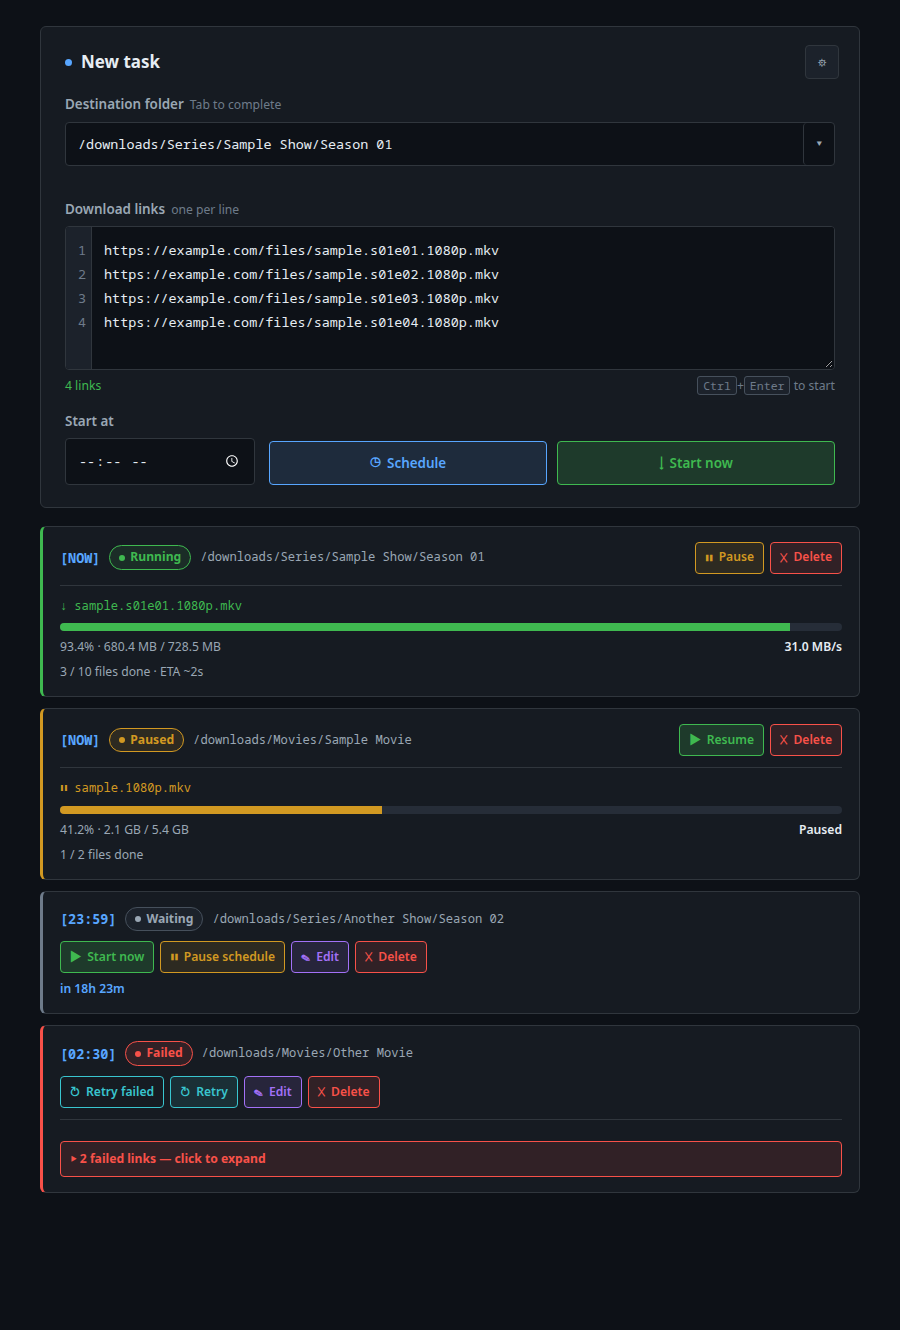 New task
Destination folder Tab to complete
/downloads/Series/Sample Show/Season 01
Download links one per line
1 https://example.com/files/sample.s01e01.1080p.mkv
2 https://example.com/files/sample.s01e02.1080p.mkv
3 https://example.com/files/sample.s01e03.1080p.mkv
4 https://example.com/files/sample.s01e04.1080p.mkv
4 links Ctrl+Enter to start
Start at
--:-- -- Schedule Start now
[NOW] Running /downloads/Series/Sample Show/Season 01 Pause Delete
↓ sample.s01e01.1080p.mkv
93.4% · 680.4 MB / 728.5 MB 31.0 MB/s
3 / 10 files done · ETA ~2s
[NOW] Paused /downloads/Movies/Sample Movie Resume Delete
sample.1080p.mkv
41.2% · 2.1 GB / 5.4 GB Paused
1 / 2 files done
[23:59] Waiting /downloads/Series/Another Show/Season 02
Start now Pause schedule Edit Delete
in 18h 23m
[02:30] Failed /downloads/Movies/Other Movie
Retry failed Retry Edit Delete
2 failed links — click to expand